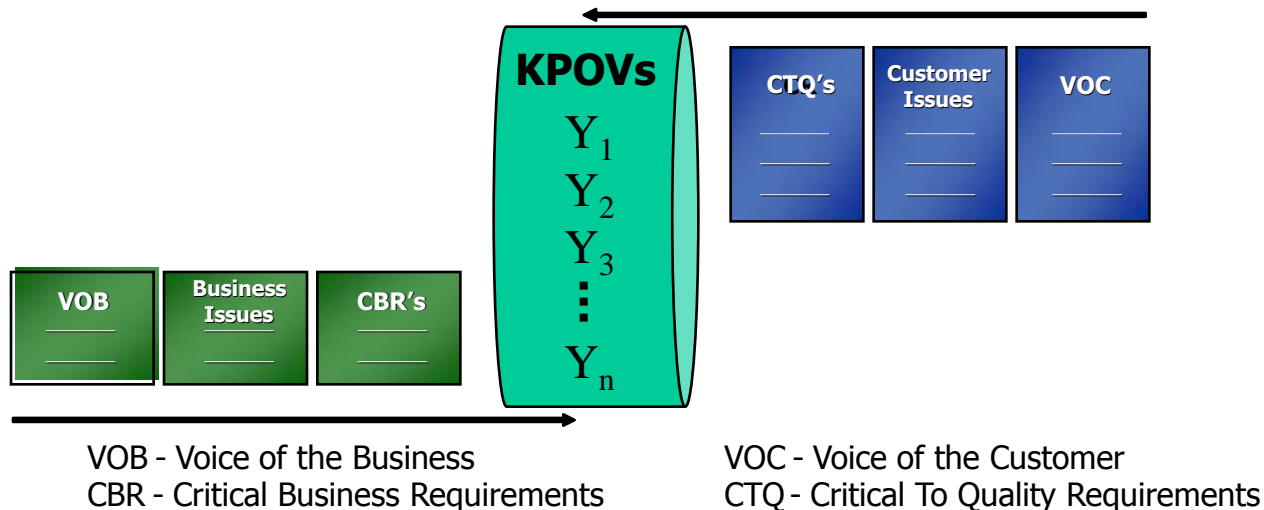 KPOVs
Y1
Y2
Y3
Yn
CTQ's
Customer
Issues
VOC
VOB
Business
Issues
CBR's
VOB - Voice of the Business
CBR - Critical Business Requirements
VOC - Voice of the Customer
CTQ - Critical To Quality Requirements